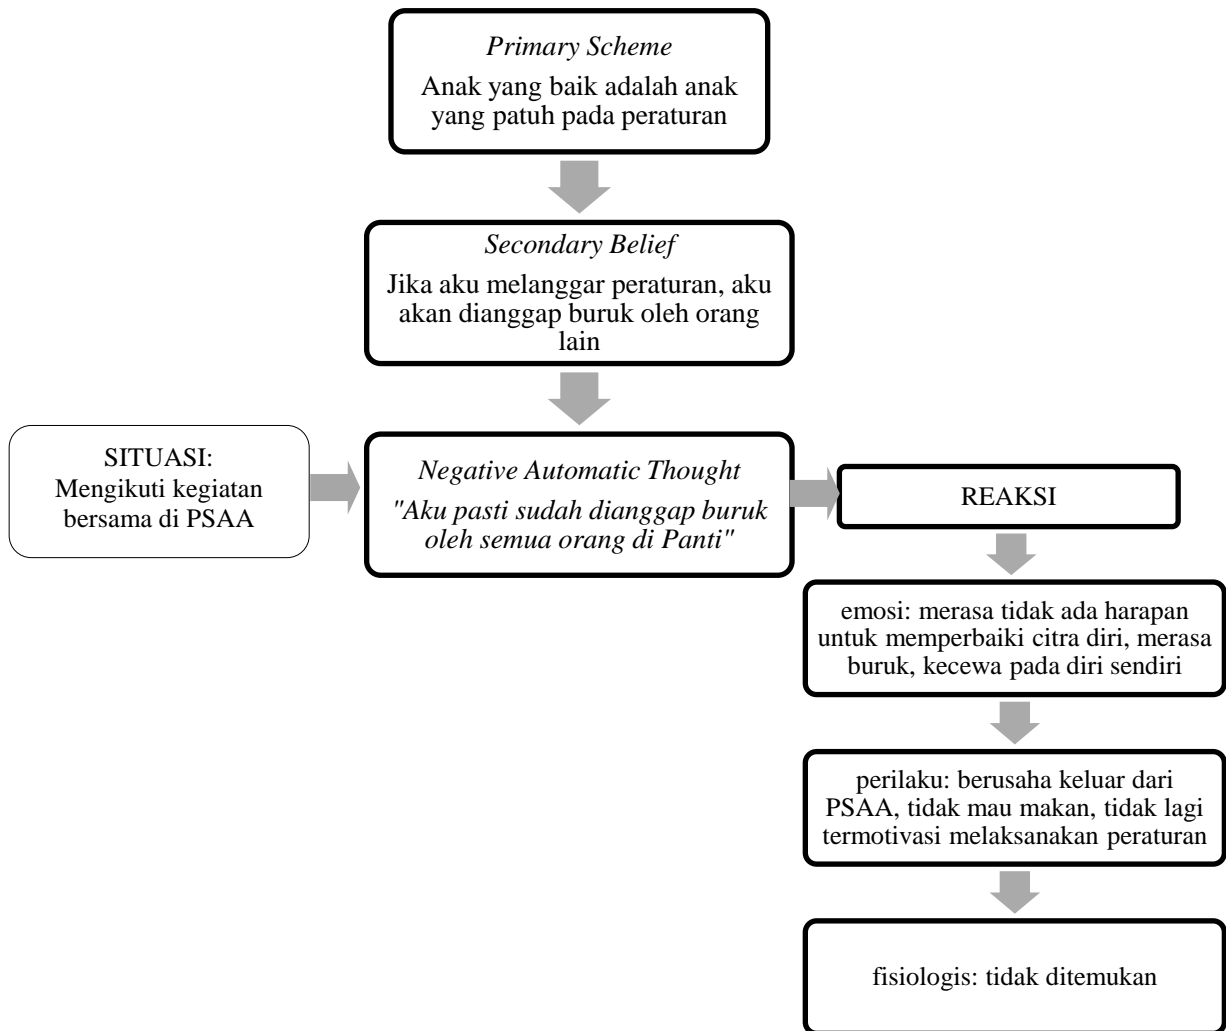 Primary Scheme
Anak yang baik adalah anak
yang patuh pada peraturan
Secondary Belief
Jika aku melanggar peraturan, aku
akan dianggap buruk oleh orang
lain
SITUASI:
Mengikuti kegiatan
bersama di PSAA
Negative Automatic Thought
"Aku pasti sudah dianggap buruk
oleh semua orang di Panti"
REAKSI
emosi: merasa tidak ada harapan
untuk memperbaiki citra diri, merasa
buruk, kecewa pada diri sendiri
perilaku: berusaha keluar dari
PSAA, tidak mau makan, tidak lagi
termotivasi melaksanakan peraturan
fisiologis: tidak ditemukan